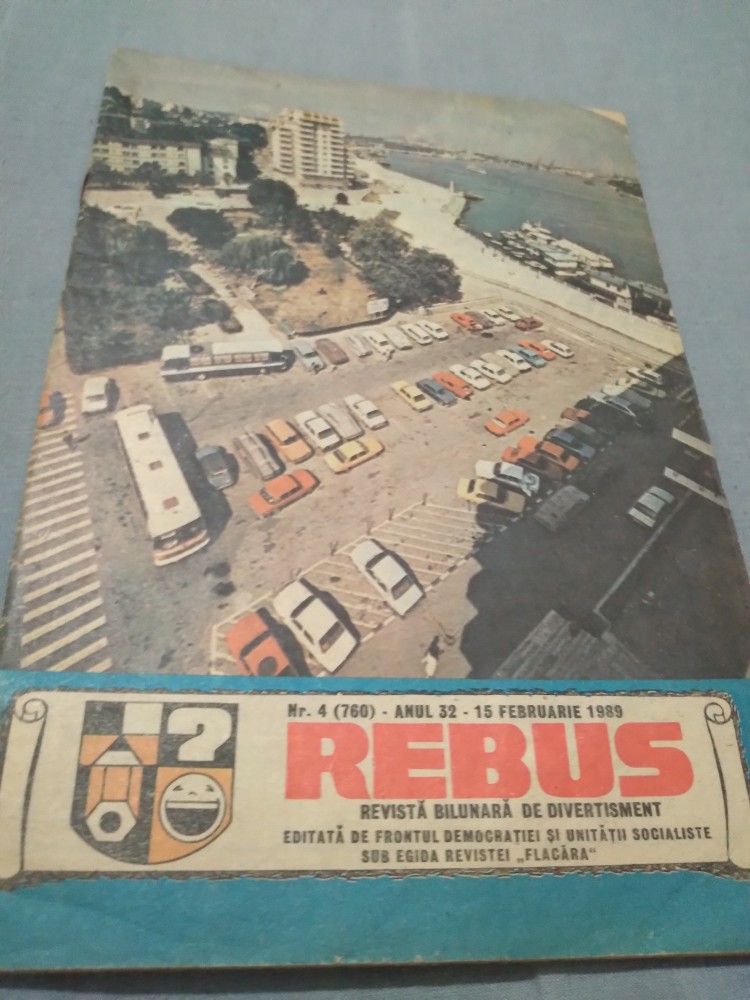 Nr. 4 (760) - ANUL 32 - 15 FEBRUARIE 1989
REBUS
REVISTĂ BILUNARĂ DE DIVERTISMENT
EDITATĂ DE FRONTUL DEMOCRAȚIEI ȘI UNITĂȚII SOCIALISTE
SUB EGIDA REVISTEI „FLACĂRA“
?